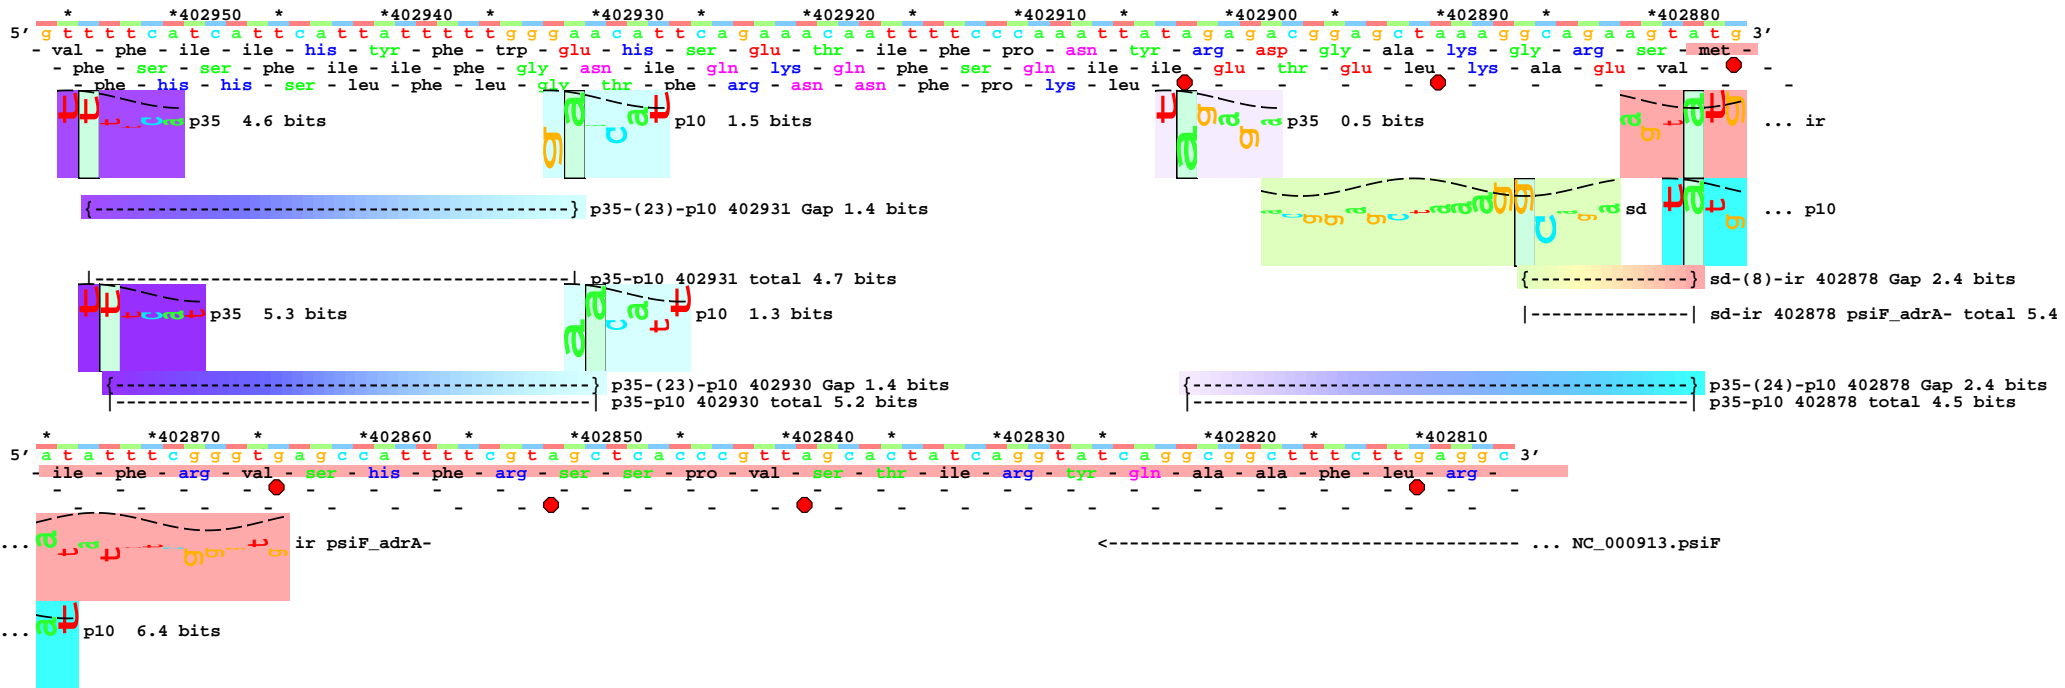 * *402950 * *402940 * *402930 * *402920 * *402910 * *402900 * *402890 * *402880
5' g t t t t c a t c a t t c a t t a t t t t t g g g a a c a t t c a g a a a c a a t t t t c c c a a a t t a t a g a g a c g g a g c t a a a g g c a g a a g t a t g 3'
- val - phe - ile - ile - his - tyr - phe - trp - glu - his - ser - glu - thr - ile - phe - pro - asn - tyr - arg - asp - gly - ala - lys - gly - arg - ser - met -
- phe - ser - ser - phe - ile - ile - phe - gly - asn - ile - gln - lys - gln - phe - ser - gln - ile - ile - glu - thr - glu - leu - lys - ala - glu - val - -
- phe - his - his - ser - leu - phe - leu - gly - thr - phe - arg - asn - asn - phe - pro - lys - leu - - - - - - - - - -
p35 4.6 bits
p10 1.5 bits
p35 0.5 bits
... ir
{-----------------------} p35-(23)-p10 402931 Gap 1.4 bits
sd
... p10
|-----------------------| p35-p10 402931 total 4.7 bits
{--------} sd-(8)-ir 402878 Gap 2.4 bits
p35 5.3 bits
p10 1.3 bits
|--------| sd-ir 402878 psiF_adrA- total 5.4
{-----------------------} p35-(23)-p10 402930 Gap 1.4 bits
{------------------------} p35-(24)-p10 402878 Gap 2.4 bits
|-----------------------| p35-p10 402930 total 5.2 bits
|------------------------| p35-p10 402878 total 4.5 bits
* *402870 * *402860 * *402850 * *402840 * *402830 * *402820 * *402810
5' a t a t t t c g g g t g a g c c a t t t t c g t a g c t c a c c c g t t a g c a c t a t c a g g t a t c a g g c g g c t t t c t t g a g g c 3'
- ile - phe - arg - val - ser - his - phe - arg - ser - ser - pro - val - ser - thr - ile - arg - tyr - gln - ala - ala - phe - leu - arg -
... ir psiF_adrA-
<--------------------------------------- ... NC_000913.psiF
... p10 6.4 bits